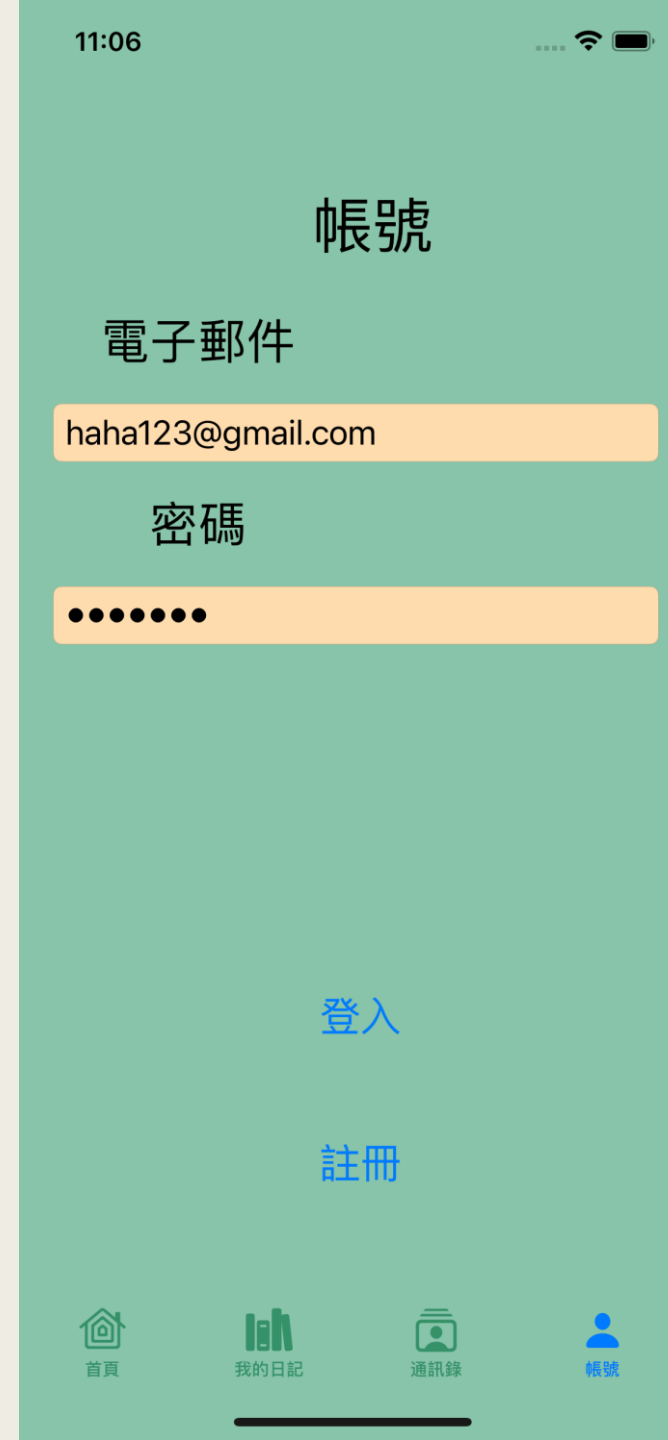 11:06
帳號
電子郵件
haha123@gmail.com
密碼
•••••••
登入
註冊
首頁
我的日記
通訊錄
帳號